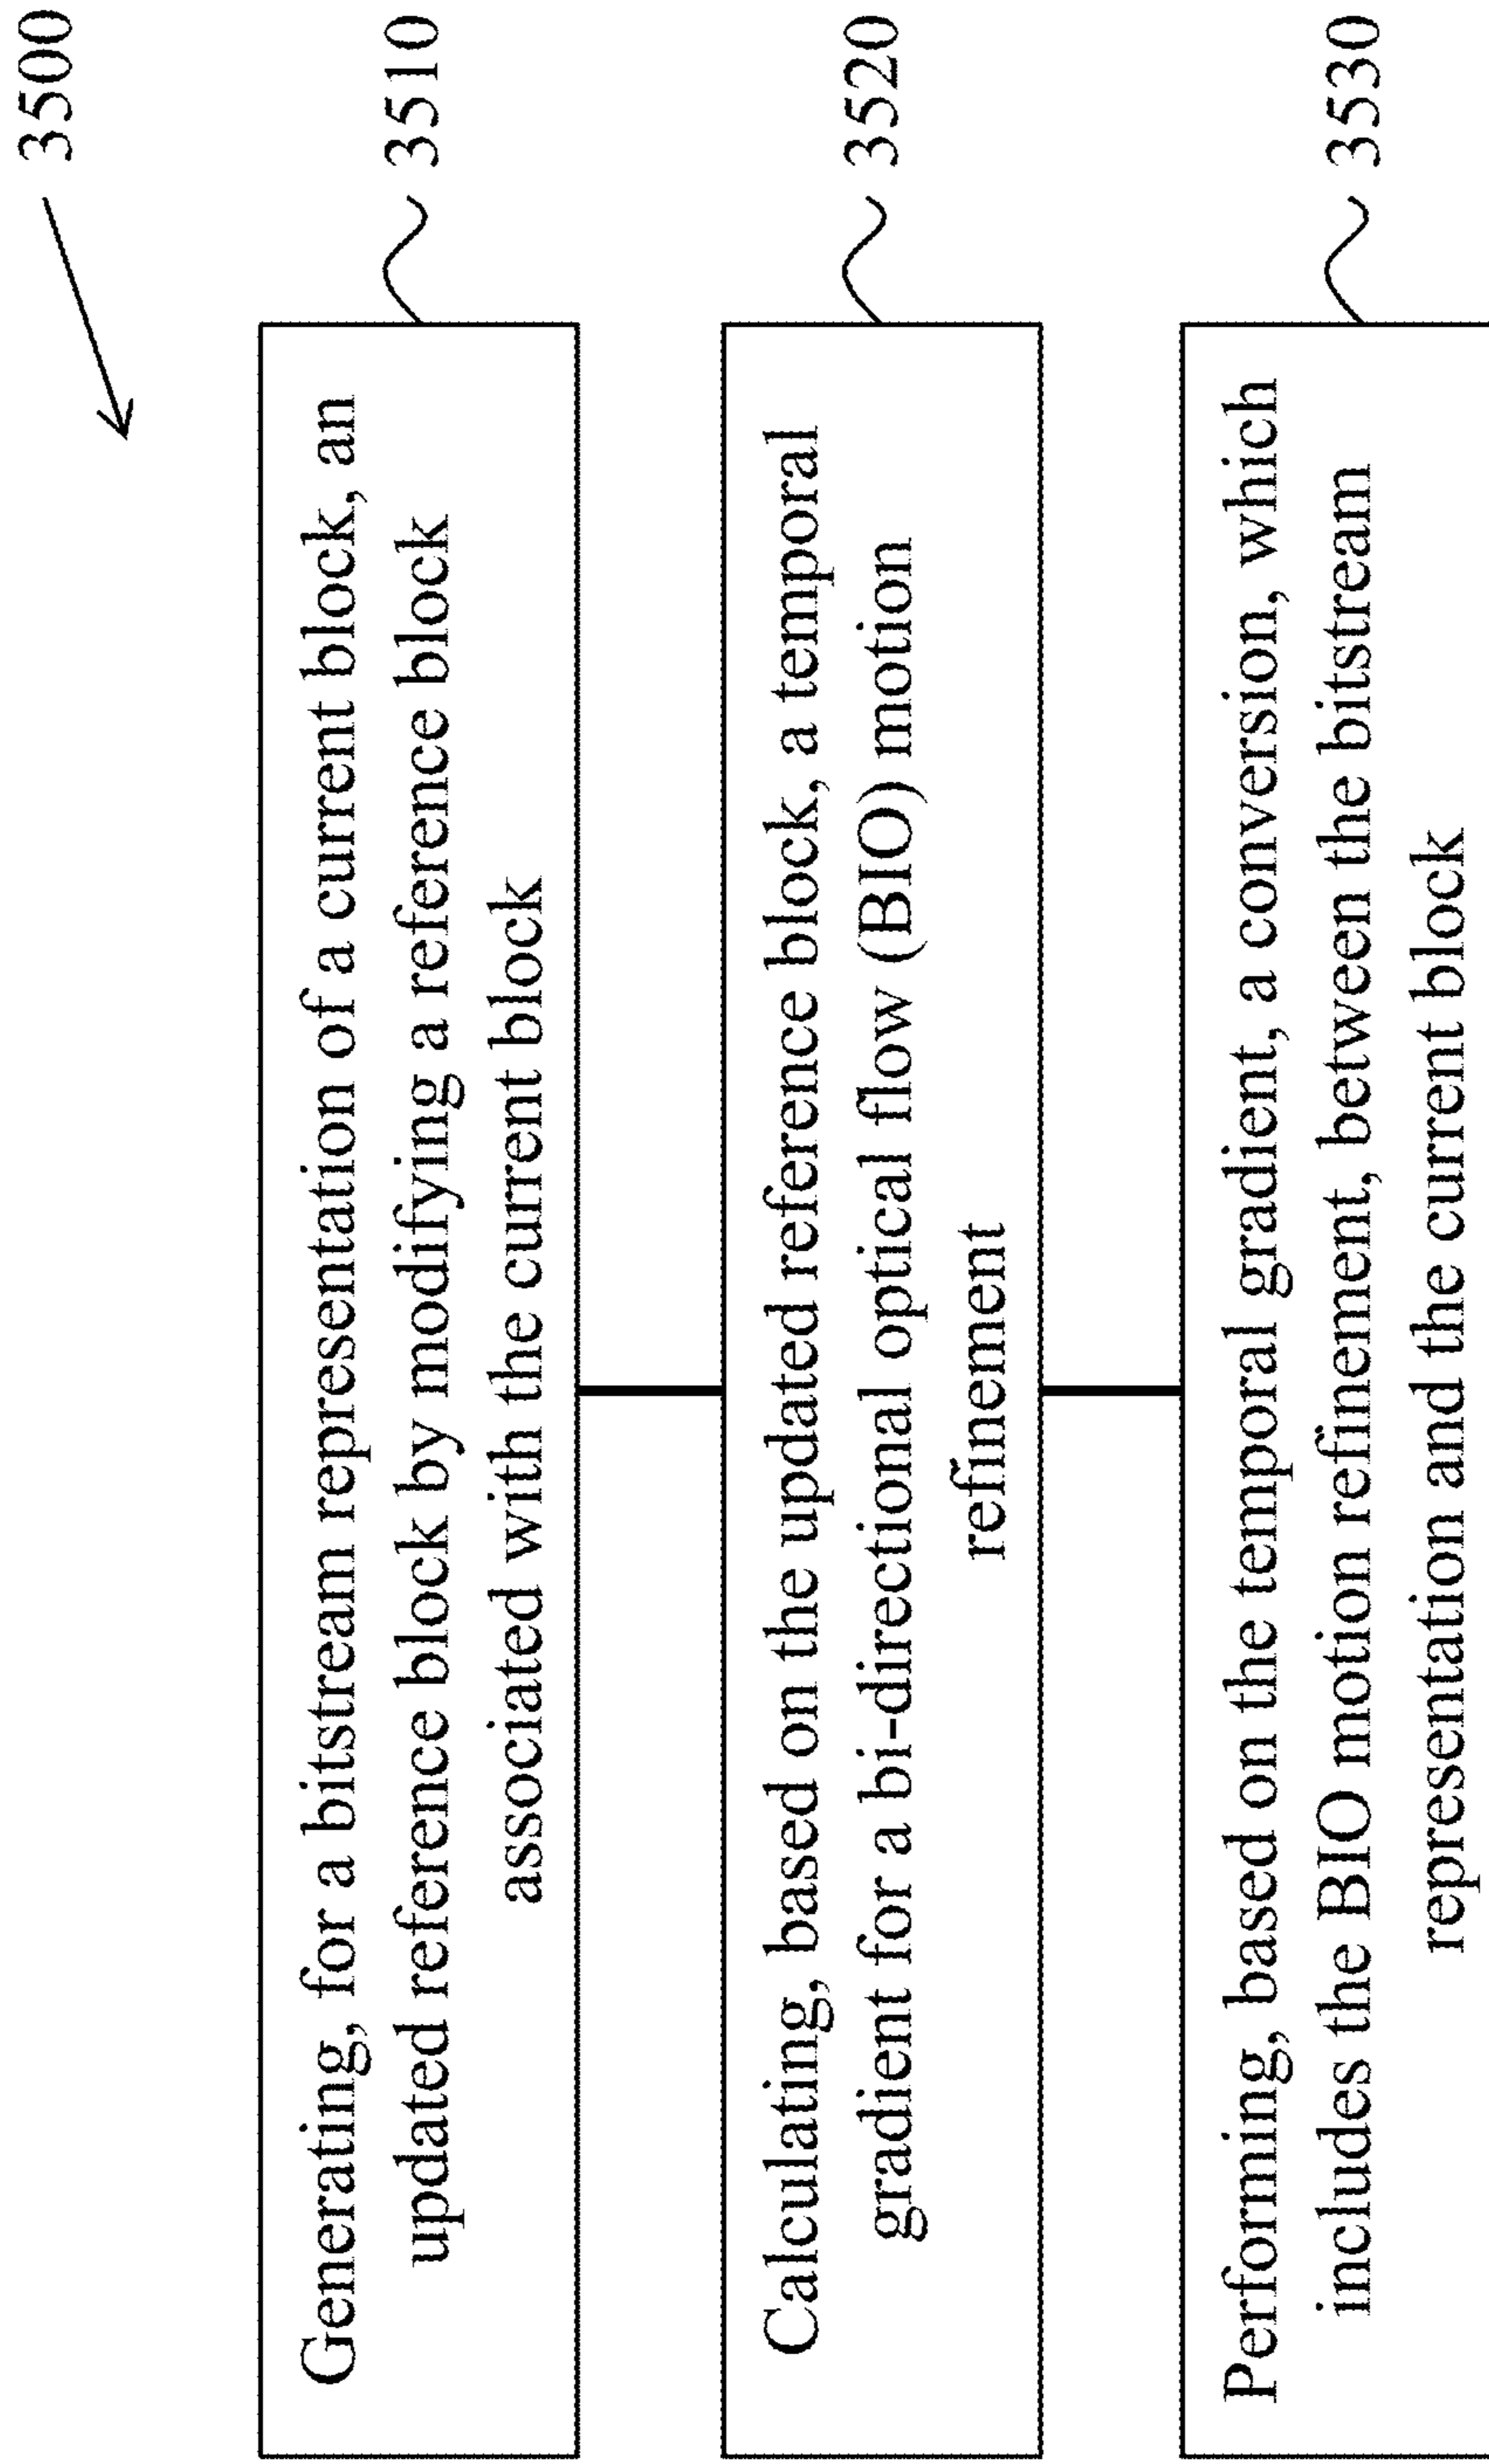 3500
Generating, for a bitstream representation of a current block, an
updated reference block by modifying a reference block
associated with the current block
3510
Calculating, based on the updated reference block, a temporal
gradient for a bi-directional optical flow (BIO) motion
refinement
3520
Performing, based on the temporal gradient, a conversion, which
includes the BIO motion refinement, between the bitstream
representation and the current block
3530